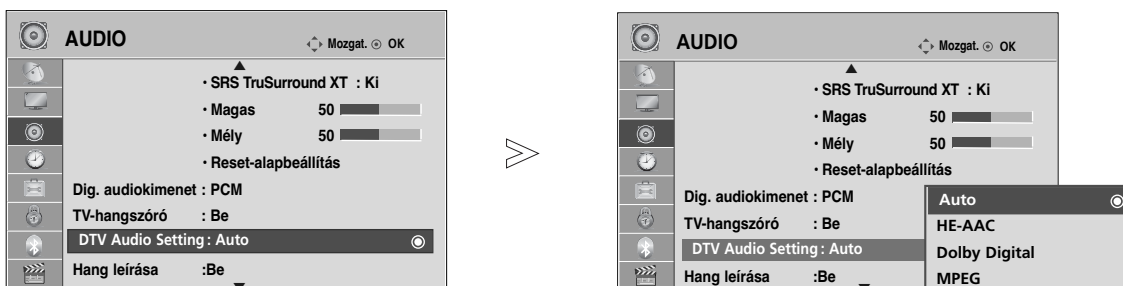 AUDIO
Mozgat. OK
• SRS TruSurround XT : Ki
• Magas 50
• Mély 50
• Reset-alapbeállítás
Dig. audiokimenet : PCM
TV-hangszóró : Be
DTV Audio Setting : Auto
Hang leírása :Be
AUDIO
Mozgat. OK
• SRS TruSurround XT : Ki
• Magas 50
• Mély 50
• Reset-alapbeállítás
Dig. audiokimenet : PCM
TV-hangszóró : Be
DTV Audio Setting : Auto
Hang leírása :Be
Auto
HE-AAC
Dolby Digital
MPEG